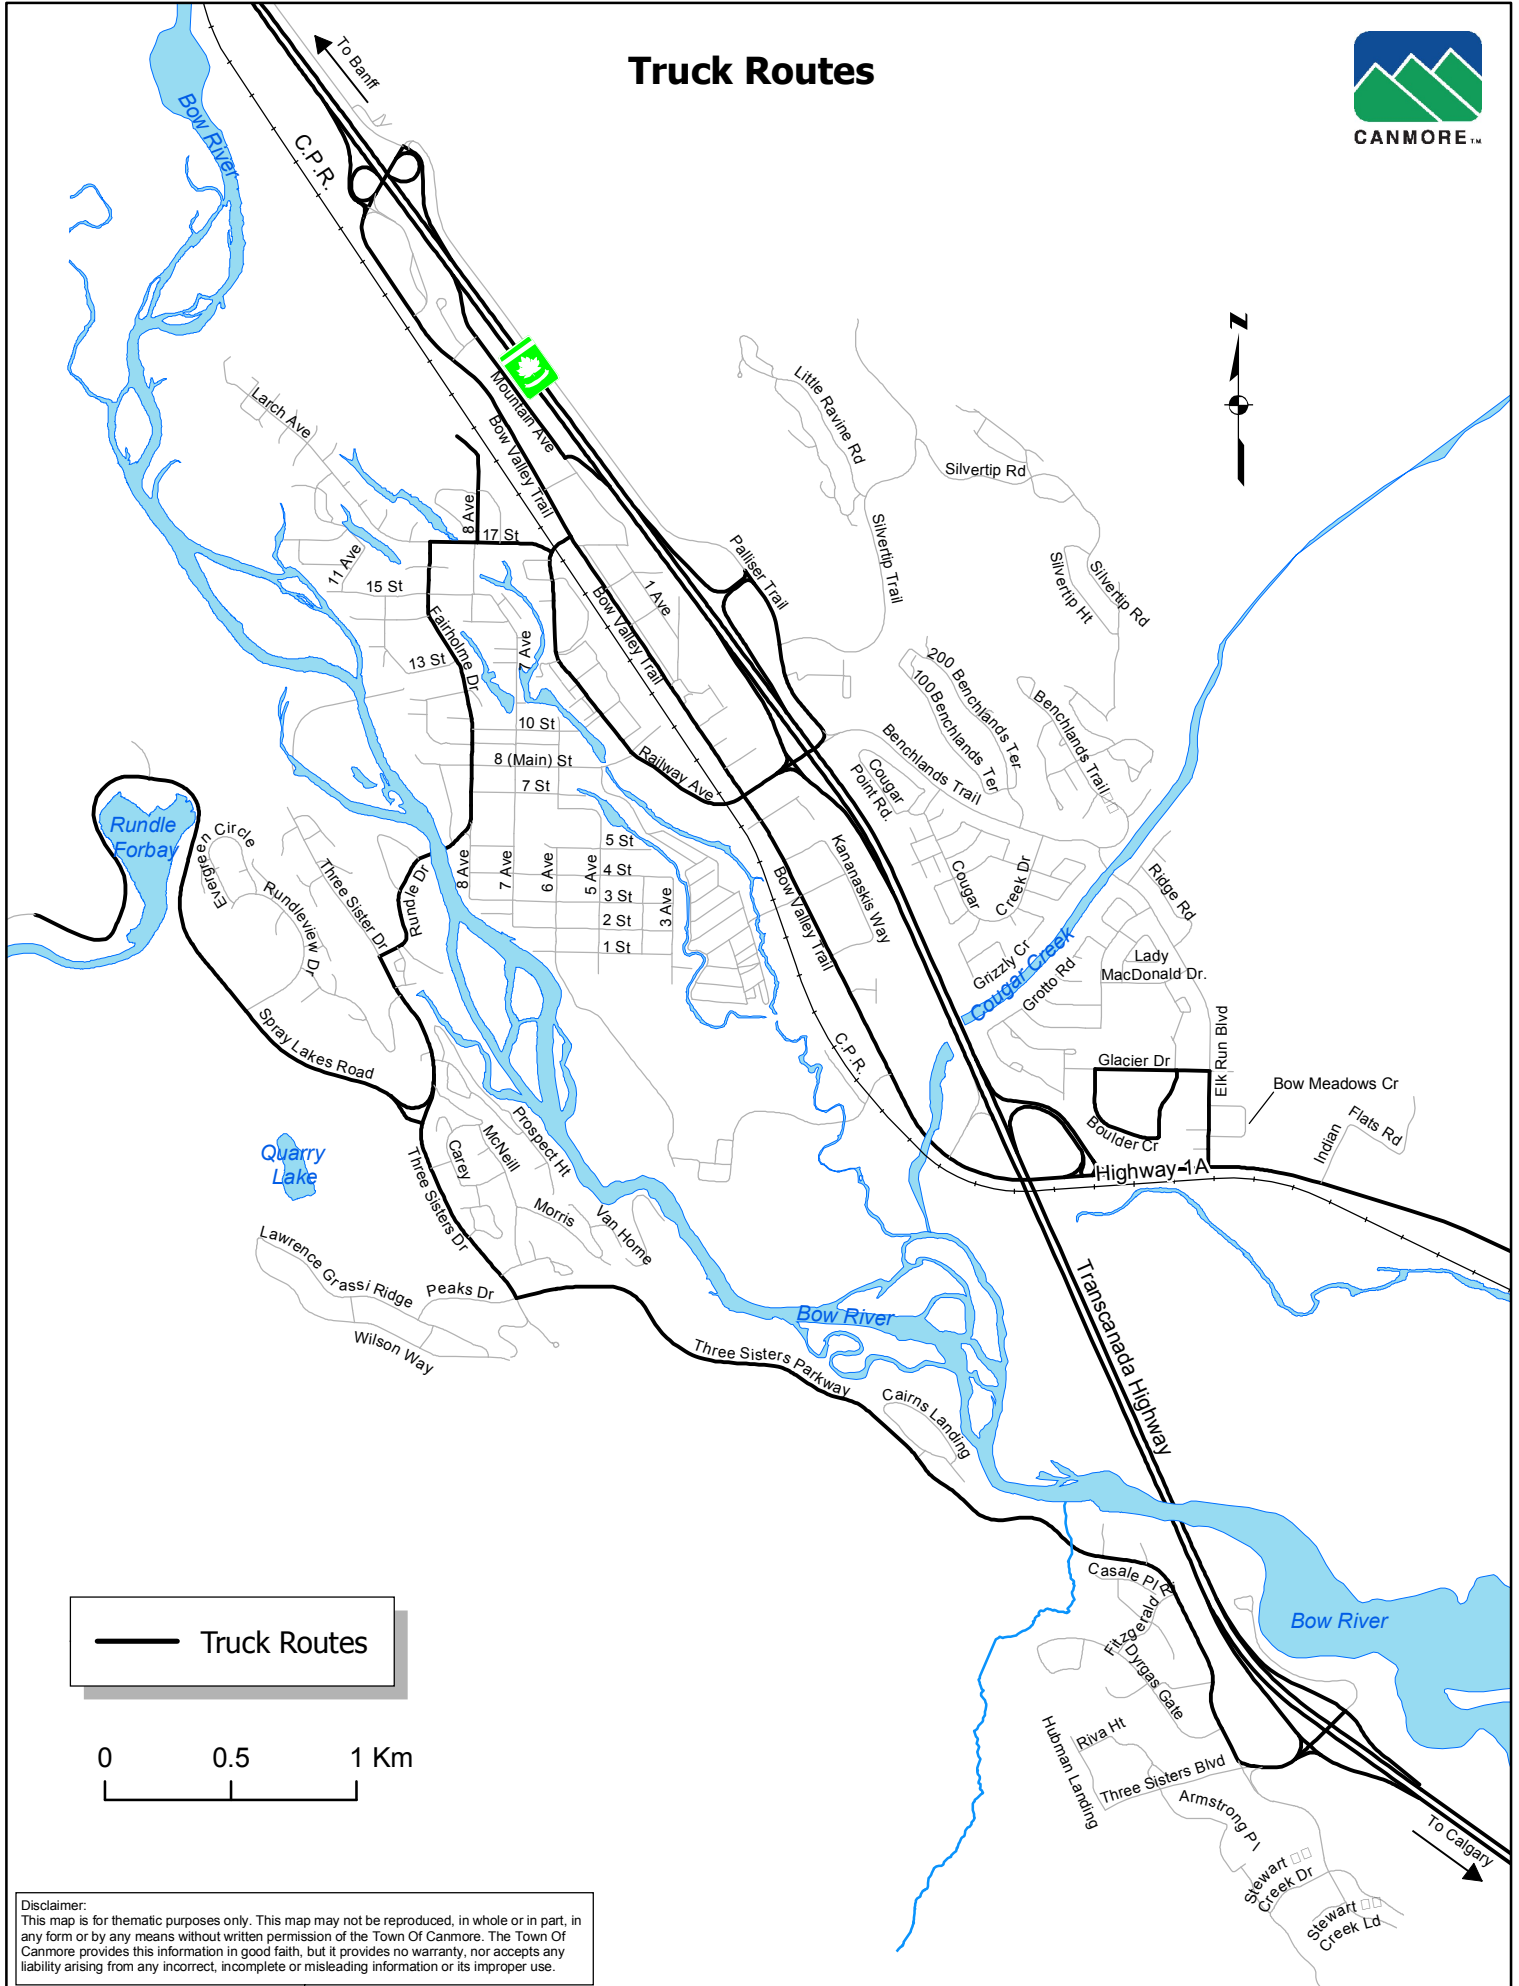 Truck Routes
CANMORE™
To Banff
Bow River
C.P.R.
N
Mountain Ave
Bow Valley Trail
Larch Ave
8 Ave
17 St
11 Ave
15 St
Fairholme Dr
13 St
7 Ave
Bow Valley Trail
1 Ave
Palliser Trail
Little Ravine Rd
Silvertip Rd
Silvertip Trail
Silvertip Ht
Silvertip Rd
200 Benchlands Ter
100 Benchlands Ter
Benchlands Trail
Benchlands Trail
10 St
8 (Main) St
7 St
Railway Ave
Cougar
Point Rd.
Rundle
Forbay
Evergreen Circle
Rundleview Dr
Three Sister Dr
Rundle Dr
8 Ave
7 Ave
6 Ave
5 Ave
3 Ave
5 St
4 St
3 St
2 St
1 St
Bow Valley Trail
Kananaskis Way
Cougar
Creek Dr
Ridge Rd
Grizzly Cr
Cougar Creek
Grotto Rd
Lady
MacDonald Dr.
Spray Lakes Road
C.P.R.
Glacier Dr
Elk Run Blvd
Bow Meadows Cr
Boulder Cr
Indian
Flats Rd
Highway 1A
Quarry
Lake
Prospect Ht
McNeill
Carey
Three Sisters Dr
Morris
Van Horne
Lawrence Grassi Ridge
Peaks Dr
Wilson Way
Bow River
Three Sisters Parkway
Transcanada Highway
Cairns Landing
Casale Pl
Fitzgerald
Dyrgas Gate
Bow River
Hubman Landing
Riva Ht
Three Sisters Blvd
Armstrong Pl
To Calgary
Stewart
Creek Dr
Stewart
Creek Ld
Truck Routes
0 0.5 1 Km
Disclaimer:
This map is for thematic purposes only. This map may not be reproduced, in whole or in part, in
any form or by any means without written permission of the Town Of Canmore. The Town Of
Canmore provides this information in good faith, but it provides no warranty, nor accepts any
liability arising from any incorrect, incomplete or misleading information or its improper use.